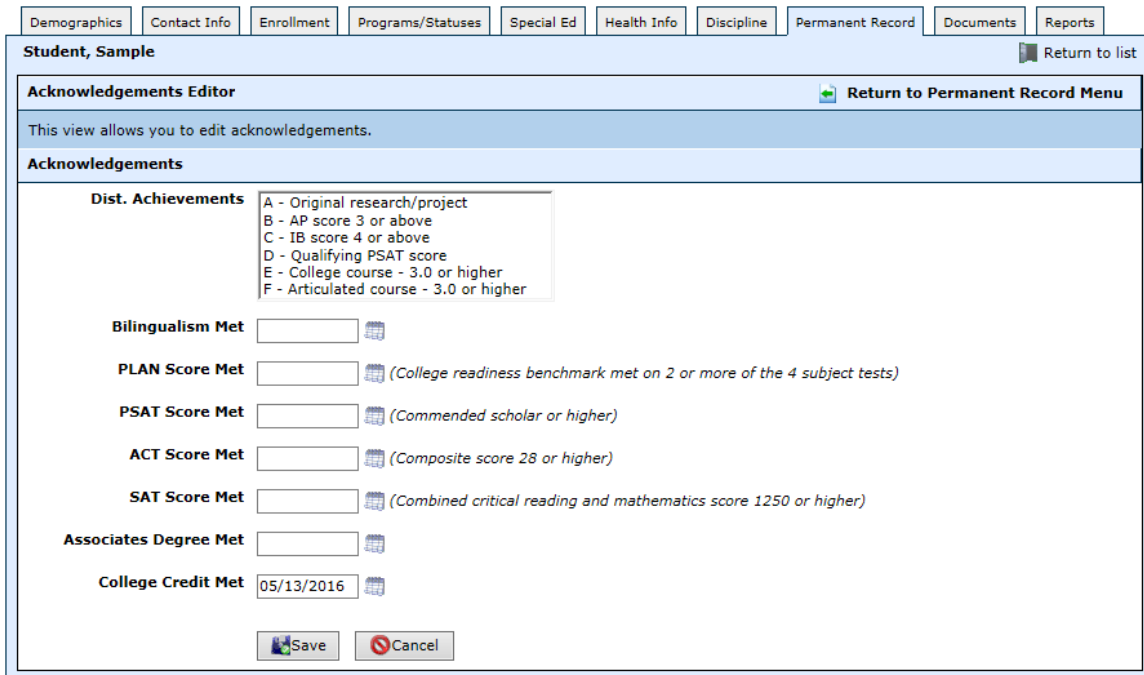 Demographics Contact Info Enrollment Programs/Statuses Special Ed Health Info Discipline Permanent Record Documents Reports
Student, Sample Return to list
Acknowledgements Editor Return to Permanent Record Menu
This view allows you to edit acknowledgements.
Acknowledgements
Dist. Achievements A - Original research/project
B - AP score 3 or above
C - IB score 4 or above
D - Qualifying PSAT score
E - College course - 3.0 or higher
F - Articulated course - 3.0 or higher
Bilingualism Met
PLAN Score Met (College readiness benchmark met on 2 or more of the 4 subject tests)
PSAT Score Met (Commended scholar or higher)
ACT Score Met (Composite score 28 or higher)
SAT Score Met (Combined critical reading and mathematics score 1250 or higher)
Associates Degree Met
College Credit Met 05/13/2016
Save Cancel